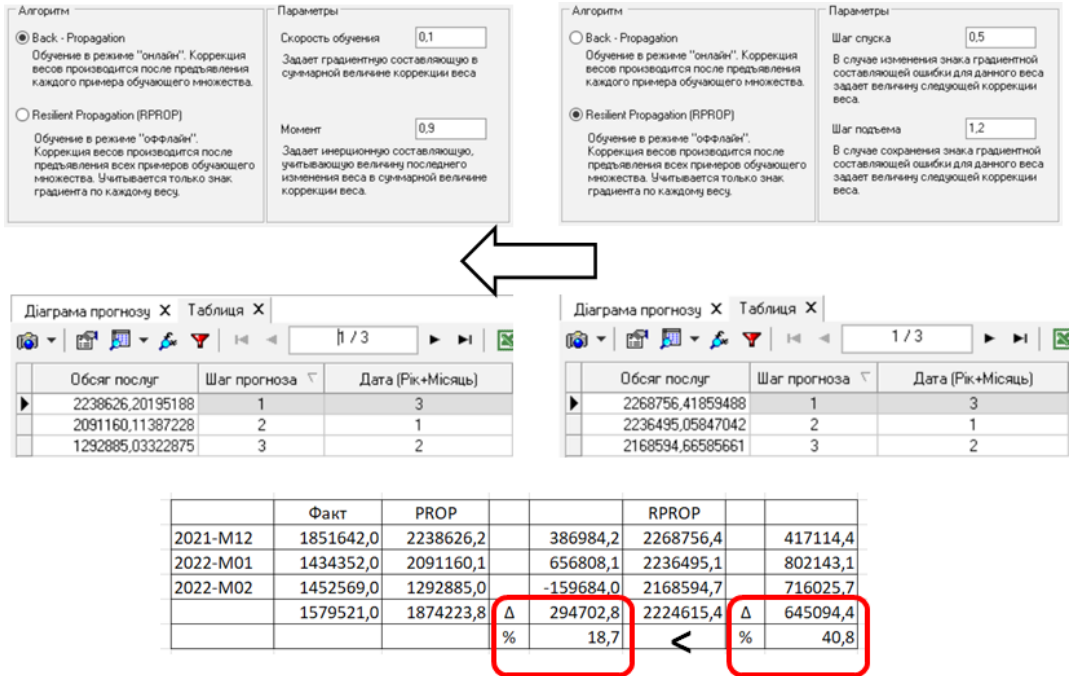 Алгоритм
Back - Propagation
Обучение в режиме "онлайн". Коррекция
весов производится после предъявления
каждого примера обучающего множества.
Resilient Propagation (RPROP)
Обучение в режиме "оффлайн".
Коррекция весов производится после
предъявления всех примеров обучающего
множества. Учитывается только знак
градиента по каждому весу.
Параметры
Скорость обучения 0,1
Задает градиентную составляющую в
суммарной величине коррекции веса
Момент 0,9
Задает инерционную составляющую,
учитывающую величину последнего
изменения веса в суммарной величине
коррекции веса.
Алгоритм
Back - Propagation
Обучение в режиме "онлайн". Коррекция
весов производится после предъявления
каждого примера обучающего множества.
Resilient Propagation (RPROP)
Обучение в режиме "оффлайн".
Коррекция весов производится после
предъявления всех примеров обучающего
множества. Учитывается только знак
градиента по каждому весу.
Параметры
Шаг спуска 0,5
В случае изменения знака градиентной
составляющей ошибки для данного веса
задает величину следующей коррекции
веса.
Шаг подъема 1,2
В случае сохранения знака градиентной
составляющей ошибки для данного веса
задает величину следующей коррекции
веса.
Діаграма прогнозу X Таблиця X
1 / 3
Обсяг послуг Шаг прогноза Дата (Рік+Місяць)
2238626,20195188 1 3
2091160,11387228 2 1
1292885,03322875 3 2
Діаграма прогнозу X Таблиця X
1 / 3
Обсяг послуг Шаг прогноза Дата (Рік+Місяць)
2268756,41859488 1 3
2236495,05847042 2 1
2168594,66585661 3 2
Факт PROP RPROP
2021-M12 1851642,0 2238626,2 386984,2 2268756,4 417114,4
2022-M01 1434352,0 2091160,1 656808,1 2236495,1 802143,1
2022-M02 1452569,0 1292885,0 -159684,0 2168594,7 716025,7
1579521,0 1874223,8 Δ 294702,8 2224615,4 Δ 645094,4
% 18,7 < % 40,8